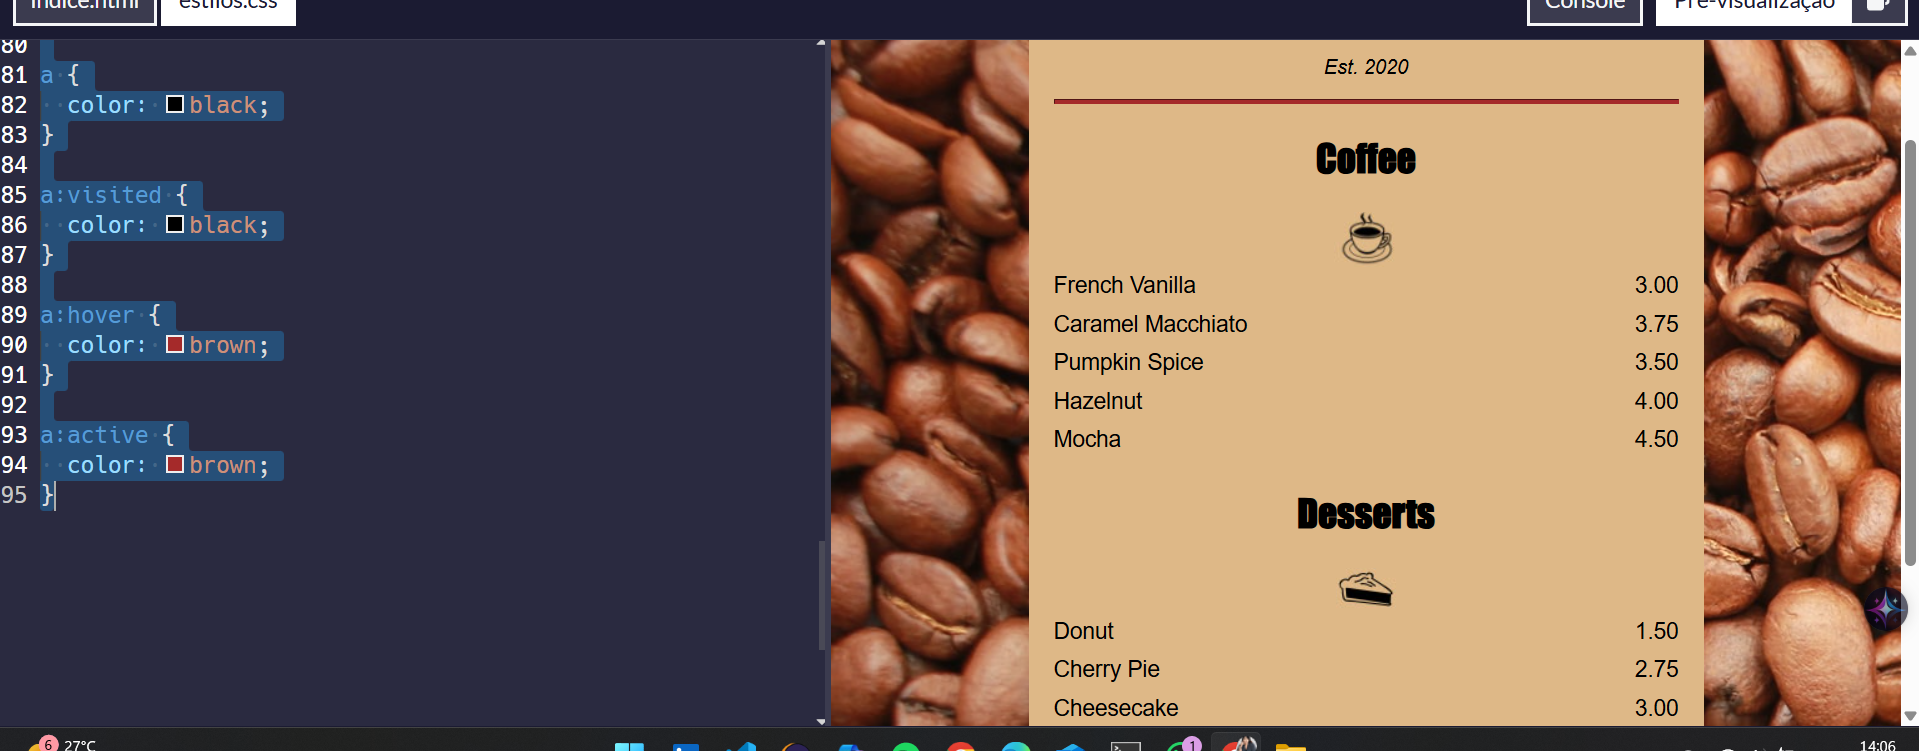 índice.html
estilos.css
Console
Pré-visualização
80
81 a {
82 color: black;
83 }
84
85 a:visited {
86 color: black;
87 }
88
89 a:hover {
90 color: brown;
91 }
92
93 a:active {
94 color: brown;
95 }
Est. 2020
Coffee
French Vanilla 3.00
Caramel Macchiato 3.75
Pumpkin Spice 3.50
Hazelnut 4.00
Mocha 4.50
Desserts
Donut 1.50
Cherry Pie 2.75
Cheesecake 3.00
6
27°C
1
14:06